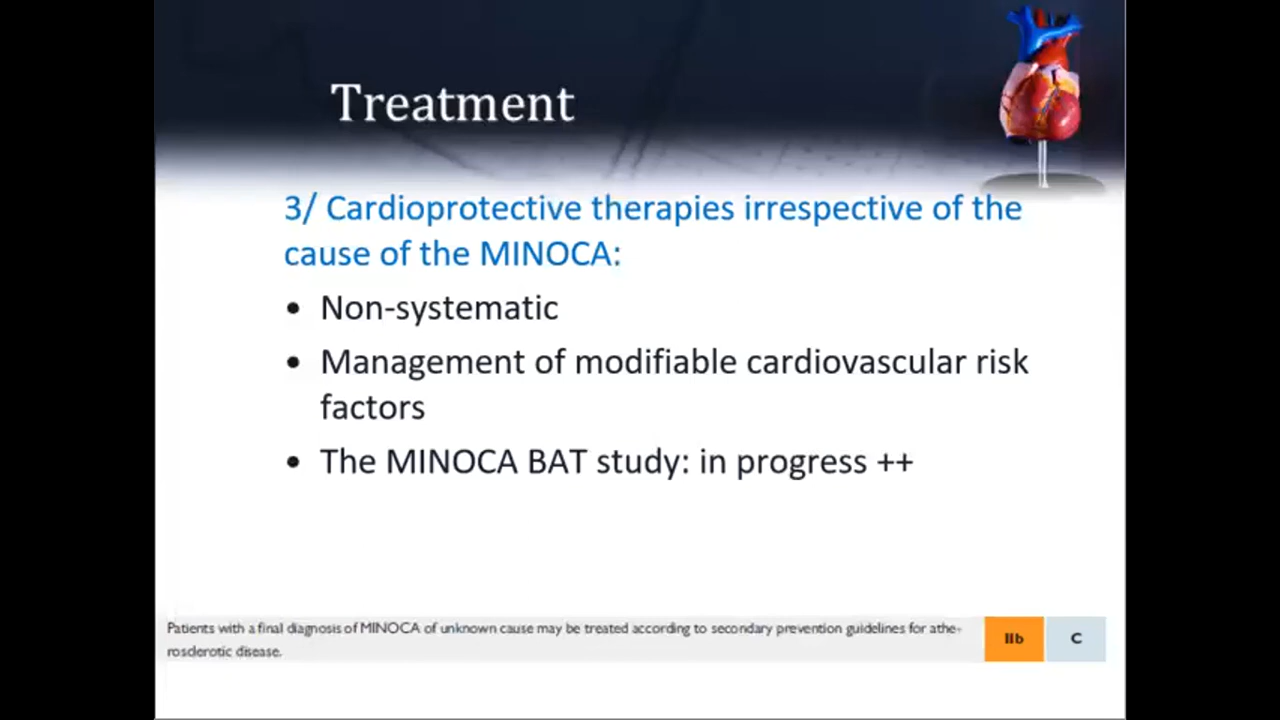 Treatment
3/ Cardioprotective therapies irrespective of the
cause of the MINOCA:
• Non-systematic
• Management of modifiable cardiovascular risk
factors
• The MINOCA BAT study: in progress ++
Patients with a final diagnosis of MINOCA of unknown cause may be treated according to secondary prevention guidelines for athe-
rosclerotic disease.
IIb
C